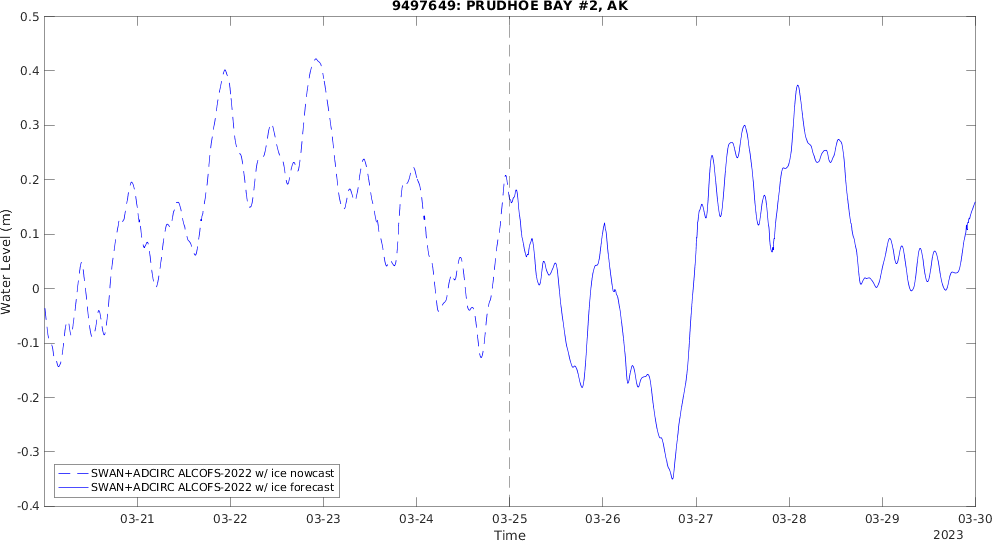 9497649: PRUDHOE BAY #2, AK
0.5
0.4
0.3
0.2
0.1
0
-0.1
-0.2
-0.3
-0.4
Water Level (m)
SWAN+ADCIRC ALCOFS-2022 w/ ice nowcast
SWAN+ADCIRC ALCOFS-2022 w/ ice forecast
03-21 03-22 03-23 03-24 03-25 03-26 03-27 03-28 03-29 03-30
Time
2023